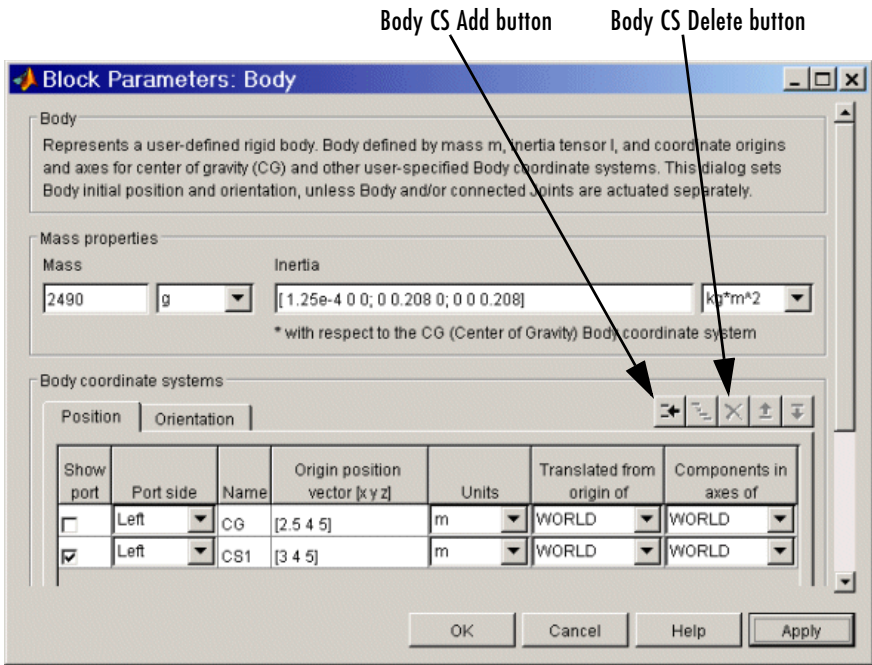 Body CS Add button Body CS Delete button
Block Parameters: Body
Body
Represents a user-defined rigid body. Body defined by mass m, inertia tensor I, and coordinate origins
and axes for center of gravity (CG) and other user-specified Body coordinate systems. This dialog sets
Body initial position and orientation, unless Body and/or connected Joints are actuated separately.
Mass properties
Mass Inertia
2490 g [ 1.25e-4 0 0; 0 0.208 0; 0 0 0.208] kg*m^2
* with respect to the CG (Center of Gravity) Body coordinate system
Body coordinate systems
Position Orientation
Show port Port side Name Origin position vector [x y z] Units Translated from origin of Components in axes of
Left CG [2.5 4 5] m WORLD WORLD
Left CS1 [3 4 5] m WORLD WORLD
OK Cancel Help Apply